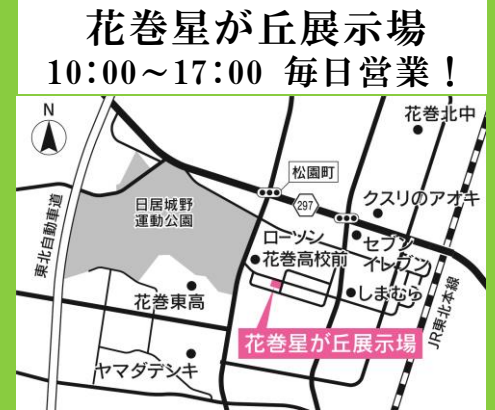 花巻星が丘展示場
10:00～17:00 毎日営業！
N
花巻北中
松園町
297
クスリのアオキ
日居城野
運動公園
東北自動車道
ローソン
花巻高校前
セブン
イレブン
しまむら
花巻東高
JR東北本線
花巻星が丘展示場
ヤマダデンキ